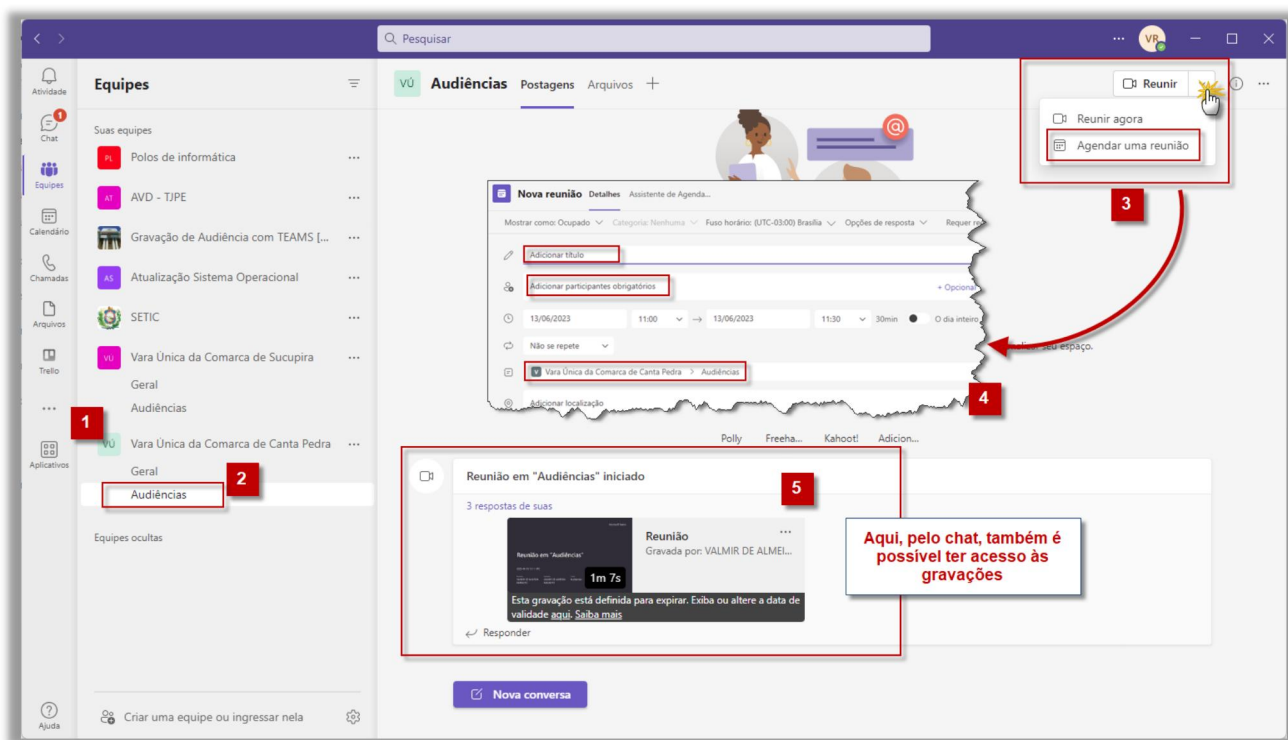 Pesquisar
VR
Atividade
Chat
1
Equipes
Calendário
Chamadas
Arquivos
Trello
Aplicativos
Ajuda
Equipes
Suas equipes
PL Polos de informática
AT AVD - TJPE
Gravação de Audiência com TEAMS [...
AS Atualização Sistema Operacional
SETIC
VÚ Vara Única da Comarca de Sucupira
Geral
Audiências
1
VÚ Vara Única da Comarca de Canta Pedra
Geral
2
Audiências
Equipes ocultas
Criar uma equipe ou ingressar nela
VÚ Audiências Postagens Arquivos
Reunir
Reunir agora
Agendar uma reunião
3
@
Nova reunião Detalhes Assistente de Agenda...
Mostrar como: Ocupado Categoria: Nenhuma Fuso horário: (UTC-03:00) Brasília Opções de resposta Requer re
Adicionar título
Adicionar participantes obrigatórios + Opcional
13/06/2023 11:00 → 13/06/2023 11:30 30min O dia inteiro
Não se repete
seu espaço.
V Vara Única da Comarca de Canta Pedra > Audiências
4
Adicionar localização
Polly Freeha... Kahoot! Adicion...
Reunião em "Audiências" iniciado
5
3 respostas de suas
Reunião em "Audiências"
1m 7s
Reunião
Gravada por: VALMIR DE ALMEI...
Esta gravação está definida para expirar. Exiba ou altere a data de
validade aqui. Saiba mais
Responder
Aqui, pelo chat, também é
possível ter acesso às
gravações
Nova conversa